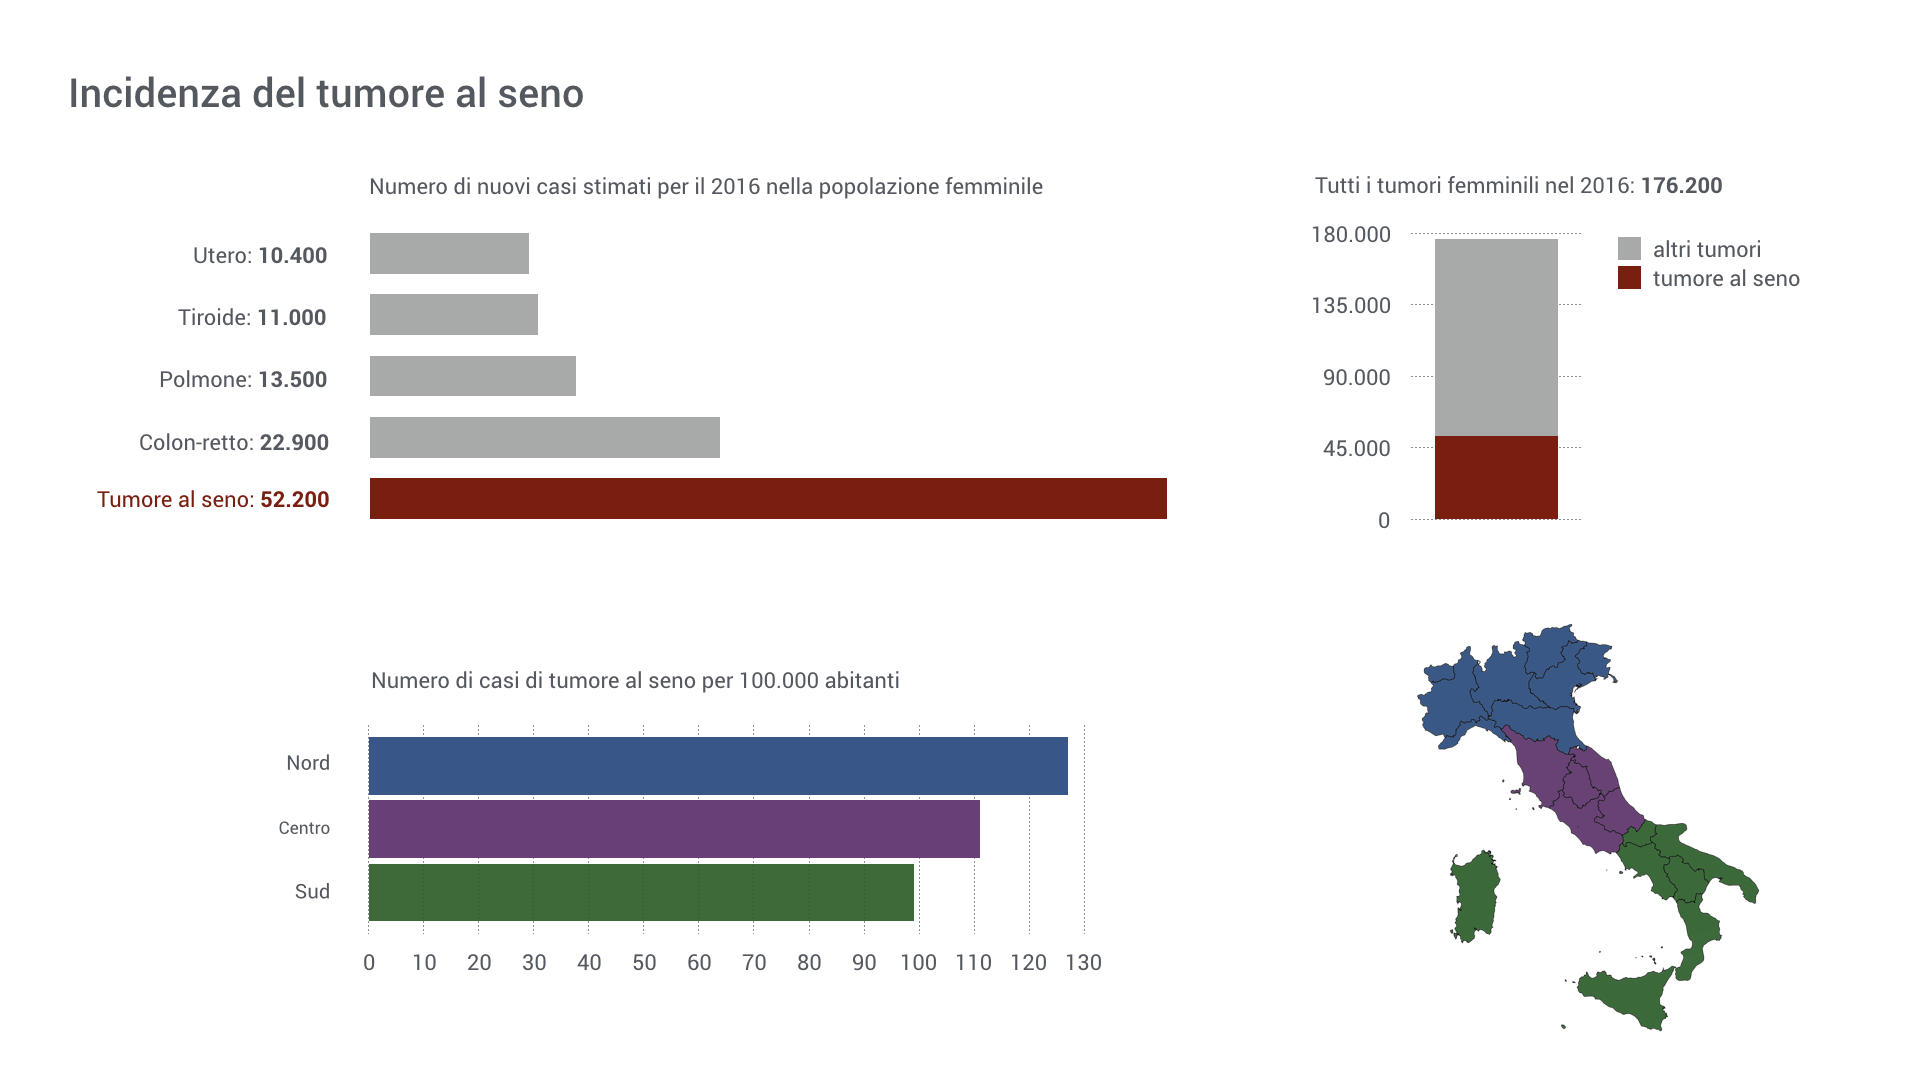 Incidenza del tumore al seno
Numero di nuovi casi stimati per il 2016 nella popolazione femminile
Utero: 10.400
Tiroide: 11.000
Polmone: 13.500
Colon-retto: 22.900
Tumore al seno: 52.200
Tutti i tumori femminili nel 2016: 176.200
180.000
135.000
90.000
45.000
0
altri tumori
tumore al seno
Numero di casi di tumore al seno per 100.000 abitanti
Nord
Centro
Sud
0 10 20 30 40 50 60 70 80 90 100 110 120 130